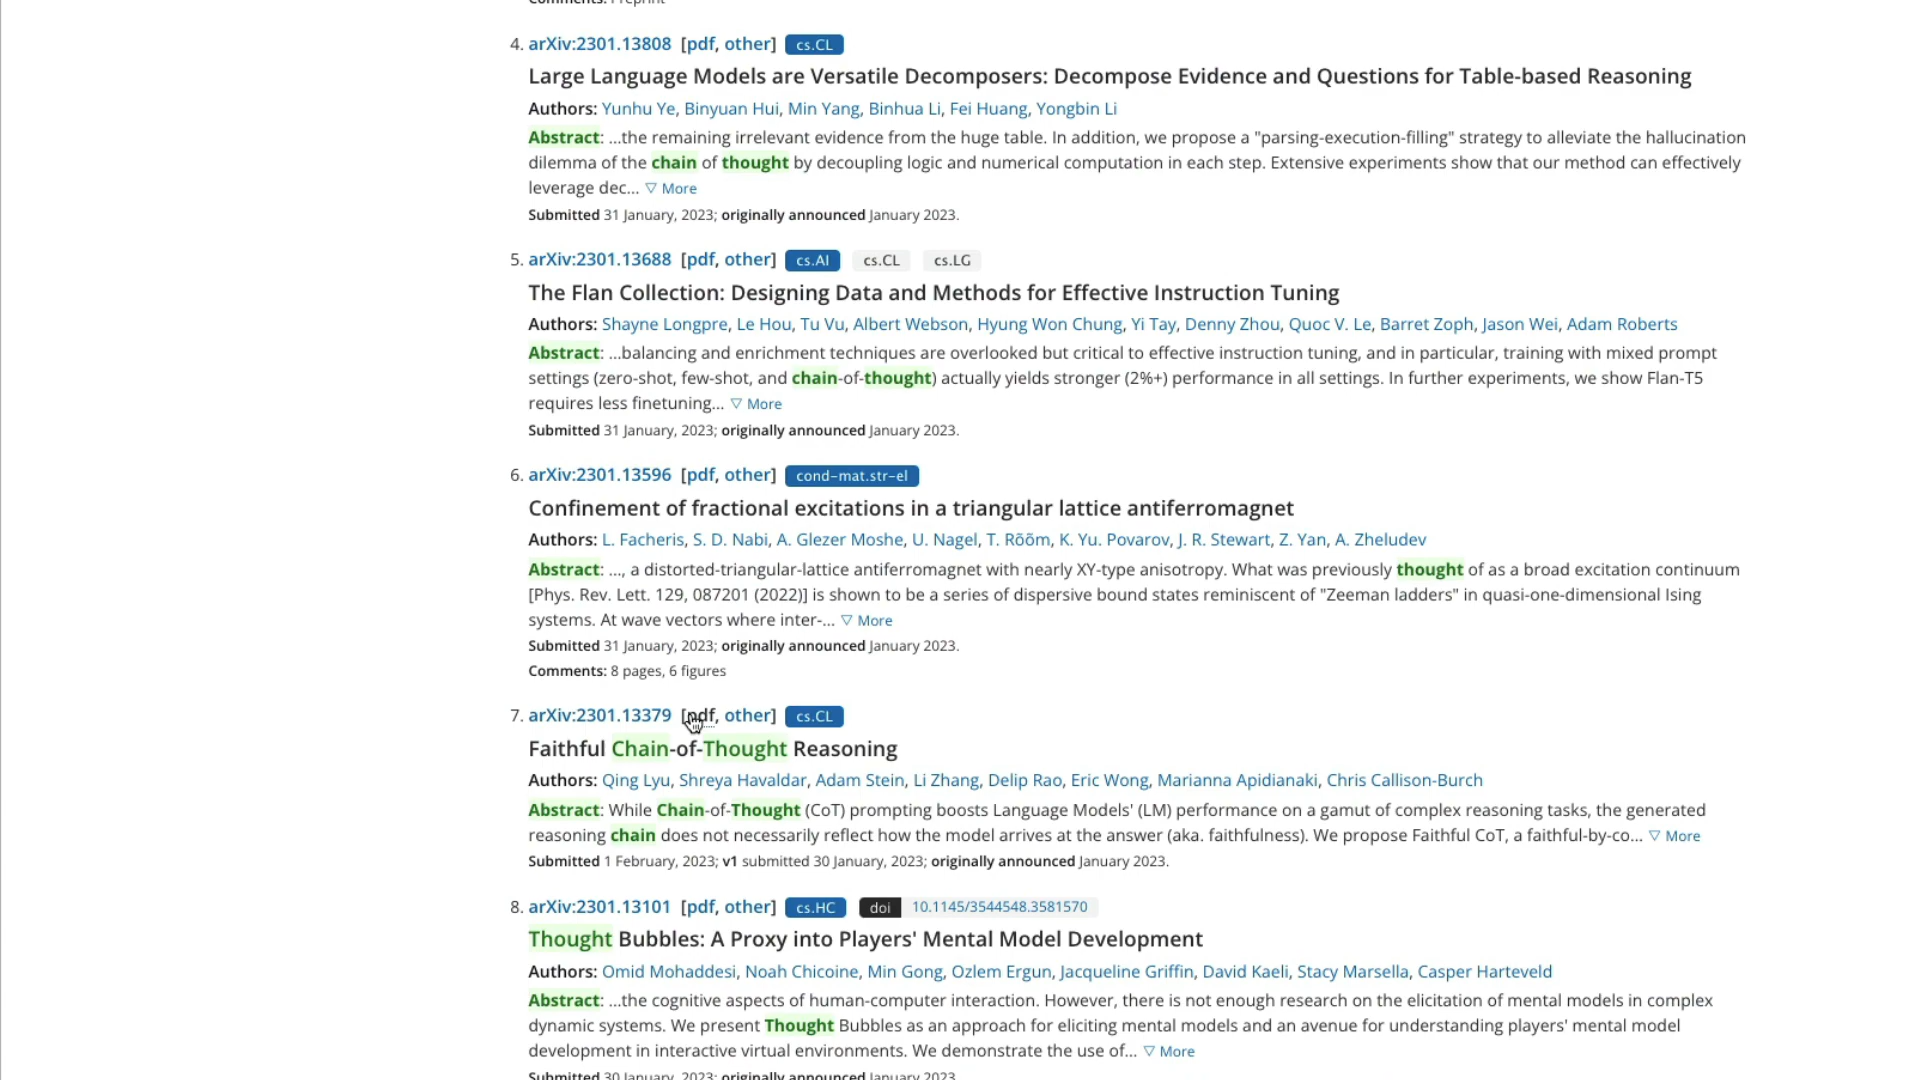 Comments: Preprint
4. arXiv:2301.13808 [pdf, other] cs.CL
Large Language Models are Versatile Decomposers: Decompose Evidence and Questions for Table-based Reasoning
Authors: Yunhu Ye, Binyuan Hui, Min Yang, Binhua Li, Fei Huang, Yongbin Li
Abstract: ...the remaining irrelevant evidence from the huge table. In addition, we propose a "parsing-execution-filling" strategy to alleviate the hallucination
dilemma of the chain of thought by decoupling logic and numerical computation in each step. Extensive experiments show that our method can effectively
leverage dec... ▽ More
Submitted 31 January, 2023; originally announced January 2023.
5. arXiv:2301.13688 [pdf, other] cs.AI cs.CL cs.LG
The Flan Collection: Designing Data and Methods for Effective Instruction Tuning
Authors: Shayne Longpre, Le Hou, Tu Vu, Albert Webson, Hyung Won Chung, Yi Tay, Denny Zhou, Quoc V. Le, Barret Zoph, Jason Wei, Adam Roberts
Abstract: ...balancing and enrichment techniques are overlooked but critical to effective instruction tuning, and in particular, training with mixed prompt
settings (zero-shot, few-shot, and chain-of-thought) actually yields stronger (2%+) performance in all settings. In further experiments, we show Flan-T5
requires less finetuning... ▽ More
Submitted 31 January, 2023; originally announced January 2023.
6. arXiv:2301.13596 [pdf, other] cond-mat.str-el
Confinement of fractional excitations in a triangular lattice antiferromagnet
Authors: L. Facheris, S. D. Nabi, A. Glezer Moshe, U. Nagel, T. Rõõm, K. Yu. Povarov, J. R. Stewart, Z. Yan, A. Zheludev
Abstract: ..., a distorted-triangular-lattice antiferromagnet with nearly XY-type anisotropy. What was previously thought of as a broad excitation continuum
[Phys. Rev. Lett. 129, 087201 (2022)] is shown to be a series of dispersive bound states reminiscent of "Zeeman ladders" in quasi-one-dimensional Ising
systems. At wave vectors where inter-... ▽ More
Submitted 31 January, 2023; originally announced January 2023.
Comments: 8 pages, 6 figures
7. arXiv:2301.13379 [pdf, other] cs.CL
Faithful Chain-of-Thought Reasoning
Authors: Qing Lyu, Shreya Havaldar, Adam Stein, Li Zhang, Delip Rao, Eric Wong, Marianna Apidianaki, Chris Callison-Burch
Abstract: While Chain-of-Thought (CoT) prompting boosts Language Models' (LM) performance on a gamut of complex reasoning tasks, the generated
reasoning chain does not necessarily reflect how the model arrives at the answer (aka. faithfulness). We propose Faithful CoT, a faithful-by-co... ▽ More
Submitted 1 February, 2023; v1 submitted 30 January, 2023; originally announced January 2023.
8. arXiv:2301.13101 [pdf, other] cs.HC doi 10.1145/3544548.3581570
Thought Bubbles: A Proxy into Players' Mental Model Development
Authors: Omid Mohaddesi, Noah Chicoine, Min Gong, Ozlem Ergun, Jacqueline Griffin, David Kaeli, Stacy Marsella, Casper Harteveld
Abstract: ...the cognitive aspects of human-computer interaction. However, there is not enough research on the elicitation of mental models in complex
dynamic systems. We present Thought Bubbles as an approach for eliciting mental models and an avenue for understanding players' mental model
development in interactive virtual environments. We demonstrate the use of... ▽ More
Submitted 30 January, 2023; originally announced January 2023.